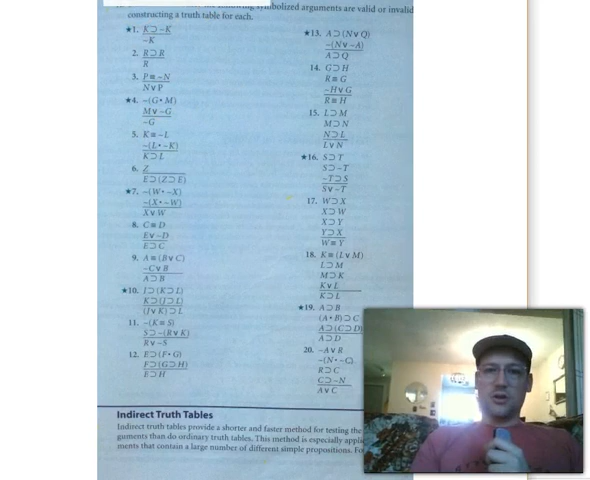 symbolized arguments are valid or invalid
constructing a truth table for each.
★1. K ⊃ ~K
~K
2. R ⊃ R
R
3. P ≡ ~N
N v P
★4. ~(G • M)
M v ~G
~G
5. K ≡ ~L
~(L • ~K)
K ⊃ L
6. Z
E ⊃ (Z ⊃ E)
★7. ~(W • ~X)
~(X • ~W)
X v W
8. C ≡ D
E v ~D
E ⊃ C
9. A ≡ (B v C)
~C v B
A ⊃ B
★10. J ⊃ (K ⊃ L)
K ⊃ (J ⊃ L)
(J v K) ⊃ L
11. ~(K ≡ S)
S ⊃ ~(R v K)
R v ~S
12. E ⊃ (F • G)
F ⊃ (G ⊃ H)
E ⊃ H
★13. A ⊃ (N v Q)
~(N v ~A)
A ⊃ Q
14. G ⊃ H
R ≡ G
~H v G
R ≡ H
15. L ⊃ M
M ⊃ N
N ⊃ L
L v N
★16. S ⊃ T
S ⊃ ~T
~T ⊃ S
S v ~T
17. W ⊃ X
X ⊃ W
X ⊃ Y
Y ⊃ X
W ≡ Y
18. K ≡ (L v M)
L ⊃ M
M ⊃ K
K v L
K ⊃ L
★19. A ⊃ B
(A • B) ⊃ C
A ⊃ (C ⊃ D)
A ⊃ D
20. ~A v R
~(N • ~C)
R ⊃ C
C ⊃ ~N
A v C
Indirect Truth Tables
Indirect truth tables provide a shorter and faster method for testing the
guments than do ordinary truth tables. This method is especially appli
ments that contain a large number of different simple propositions. Fo